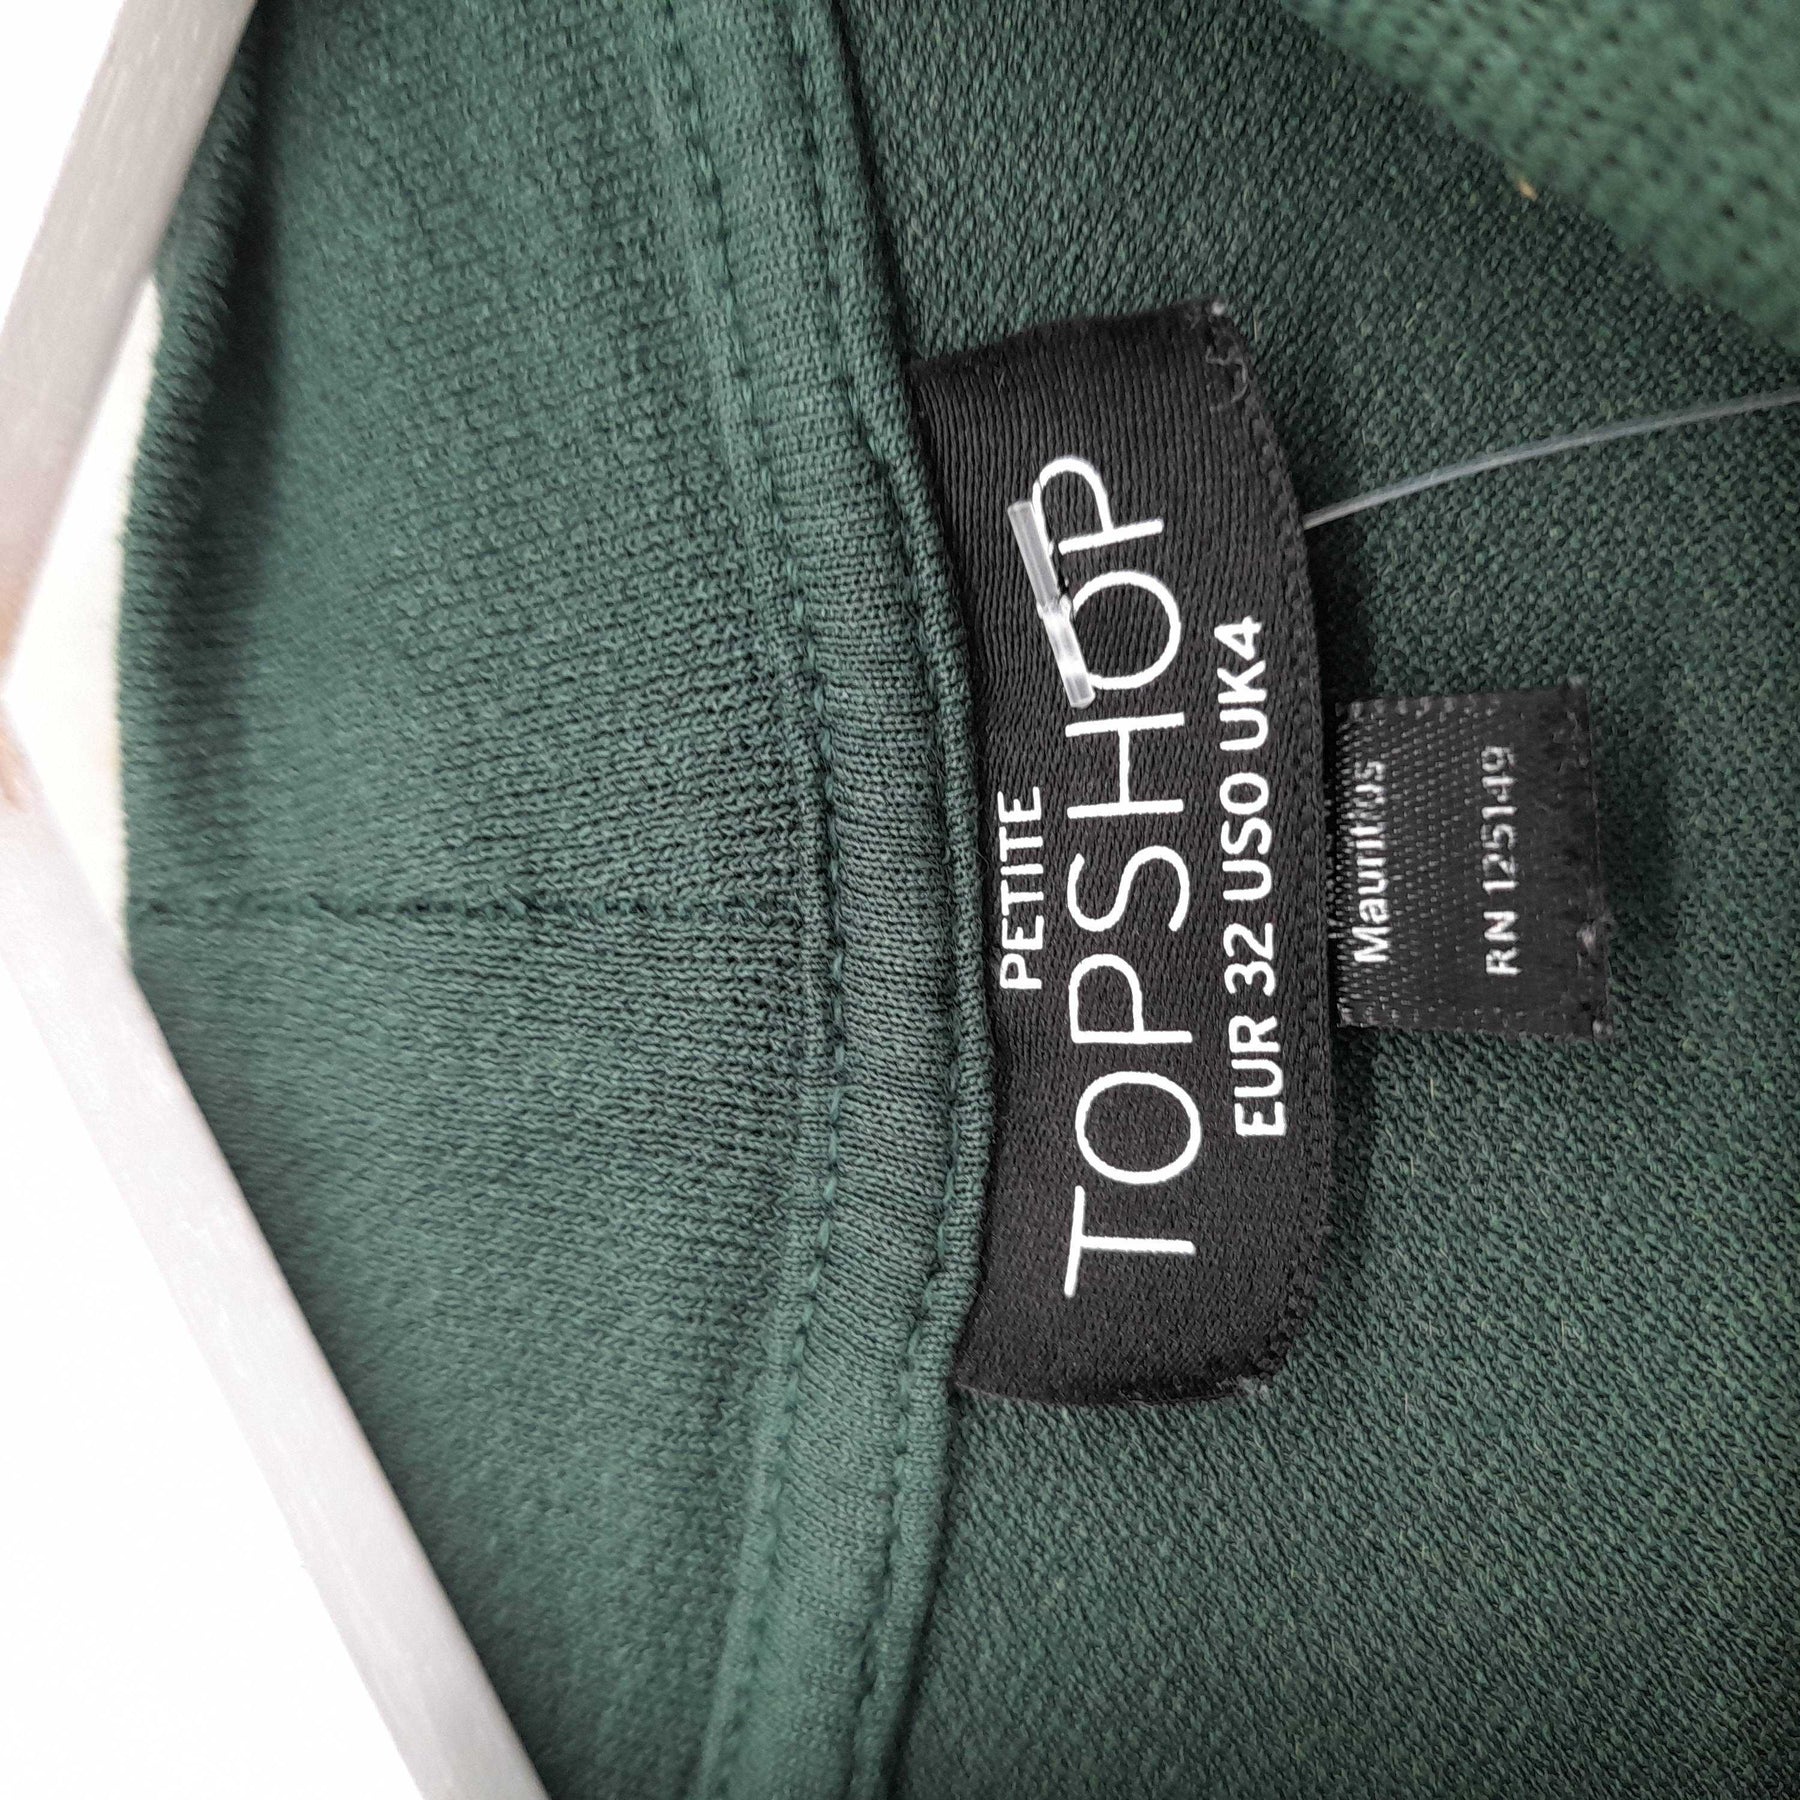 PETITE
TOPSHOP
EUR 32 US0 UK4
Mauritius
RN 125149